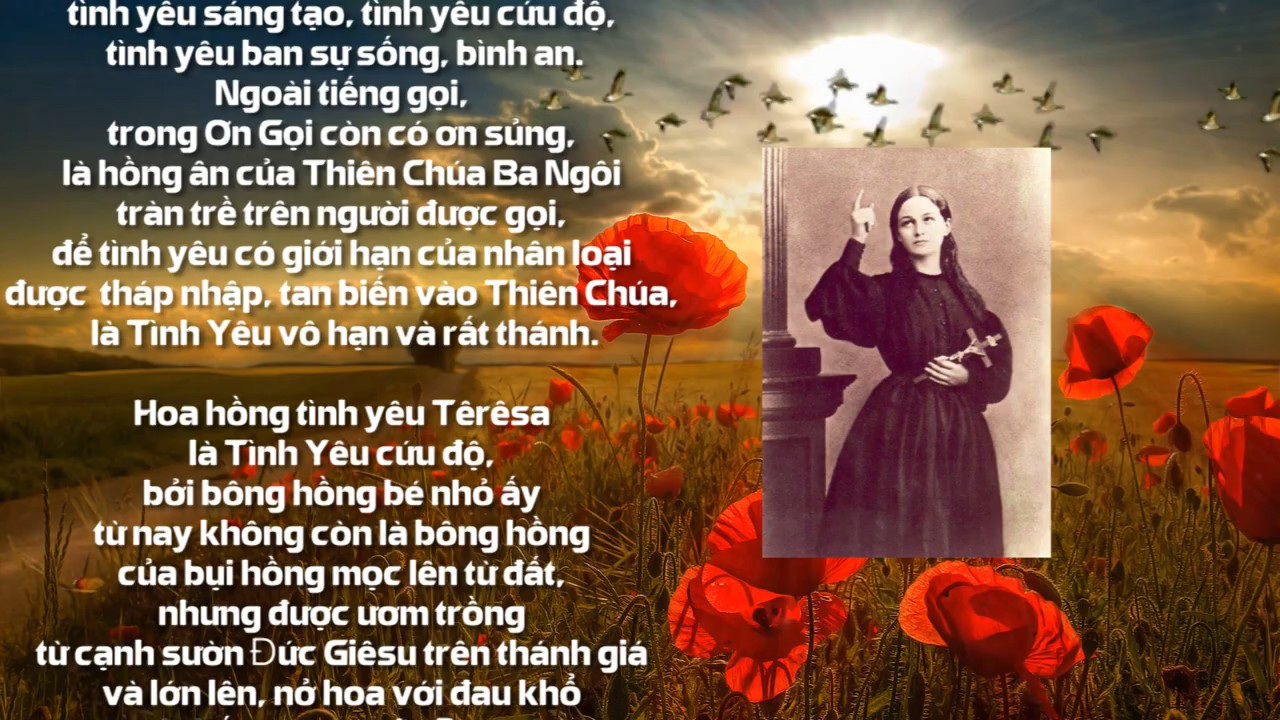 tình yêu sáng tạo, tình yêu cứu độ,
tình yêu ban sự sống, bình an.
Ngoài tiếng gọi,
trong Ơn Gọi còn có ơn sủng,
là hồng ân của Thiên Chúa Ba Ngôi
tràn trề trên người được gọi,
để tình yêu có giới hạn của nhân loại
được tháp nhập, tan biến vào Thiên Chúa,
là Tình Yêu vô hạn và rất thánh.
Hoa hồng tình yêu Têrêsa
là Tình Yêu cứu độ,
bởi bông hồng bé nhỏ ấy
từ nay không còn là bông hồng
của bụi hồng mọc lên từ đất,
nhưng được ươm trồng
từ cạnh sườn Đức Giêsu trên thánh giá
và lớn lên, nở hoa với đau khổ